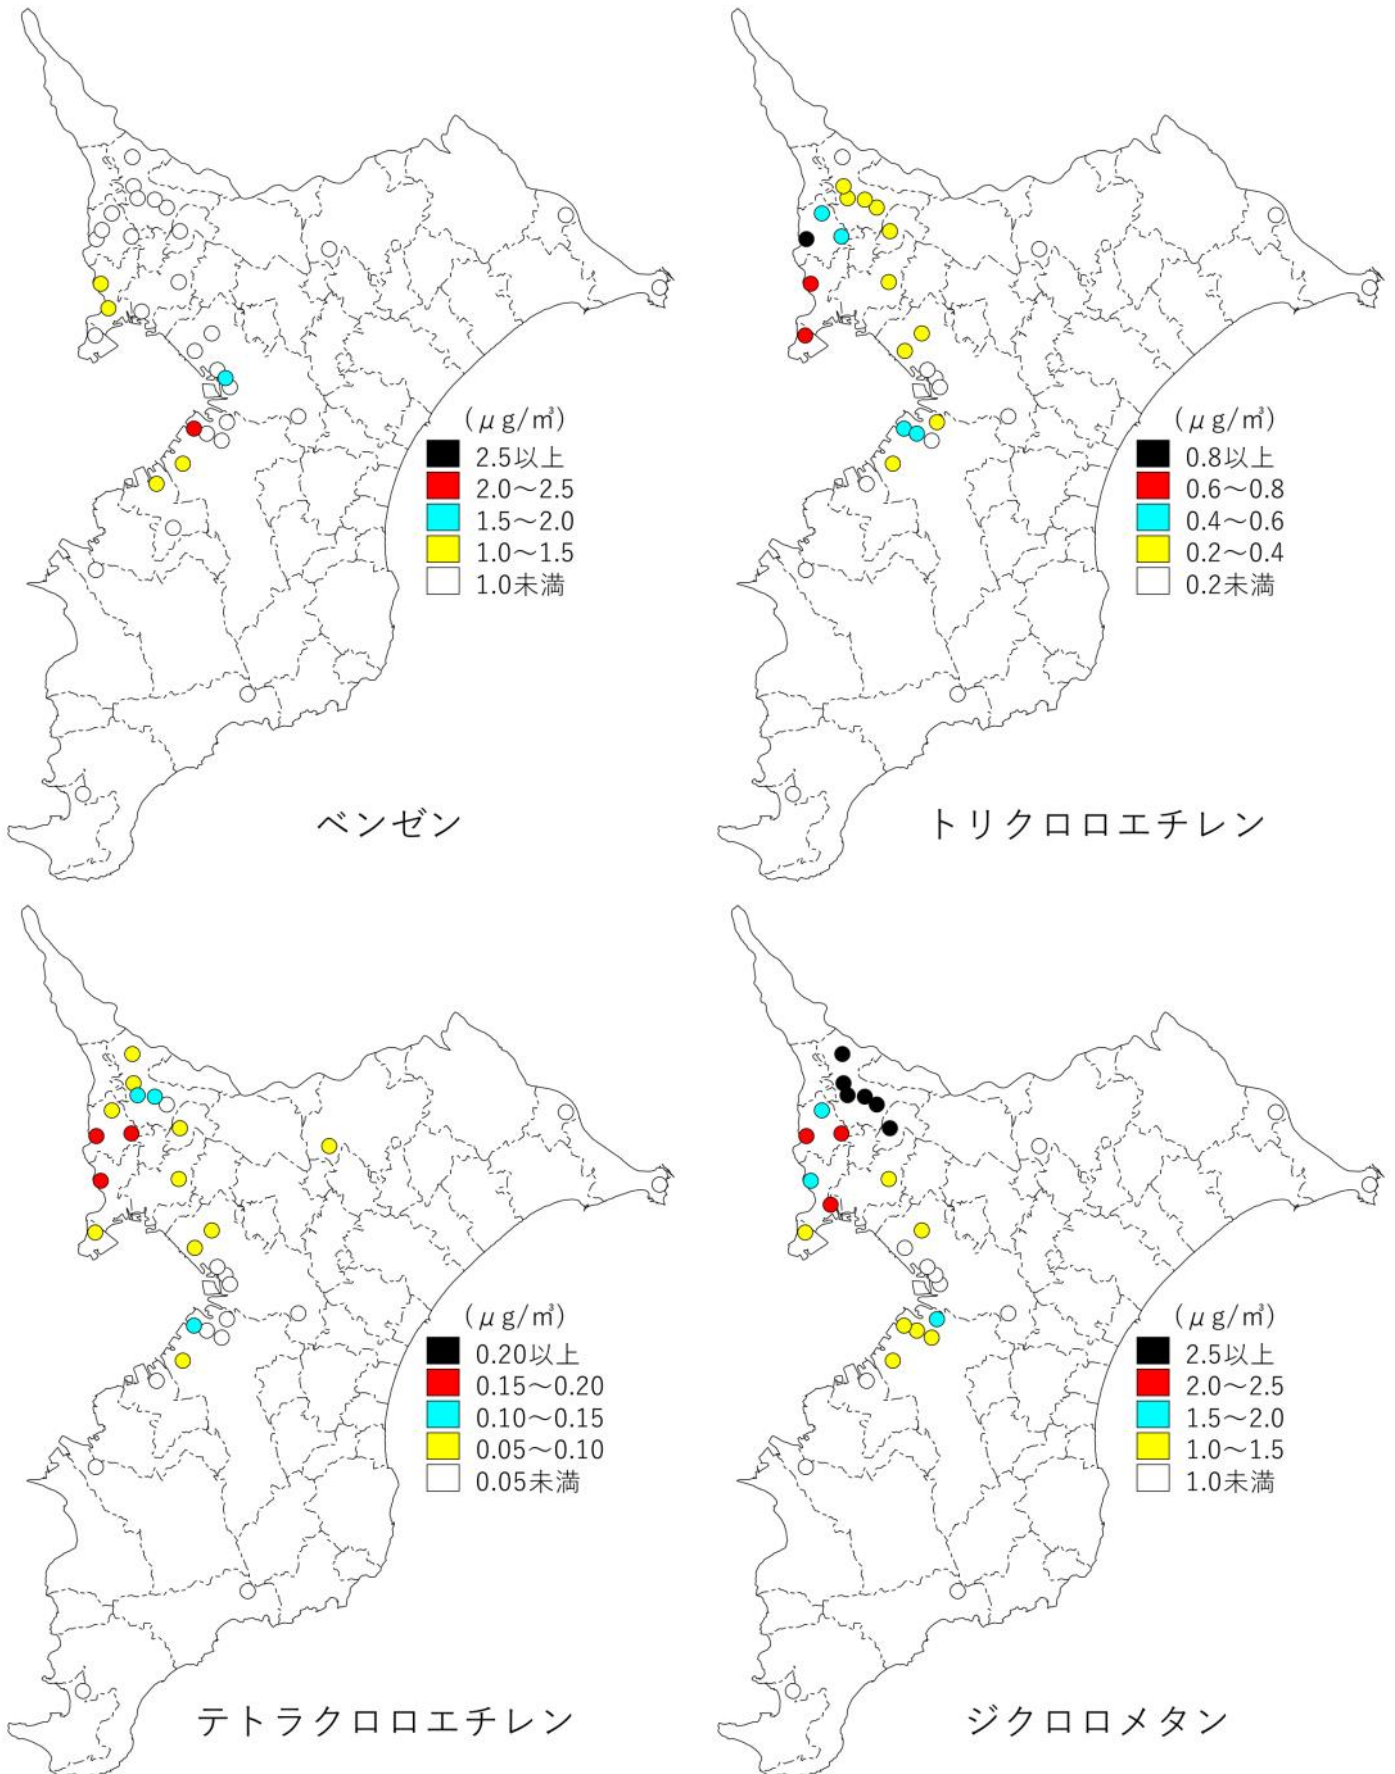 (μg/㎥)
2.5以上
2.0～2.5
1.5～2.0
1.0～1.5
1.0未満
ベンゼン
(μg/㎥)
0.8以上
0.6～0.8
0.4～0.6
0.2～0.4
0.2未満
トリクロロエチレン
(μg/㎥)
0.20以上
0.15～0.20
0.10～0.15
0.05～0.10
0.05未満
テトラクロロエチレン
(μg/㎥)
2.5以上
2.0～2.5
1.5～2.0
1.0～1.5
1.0未満
ジクロロメタン